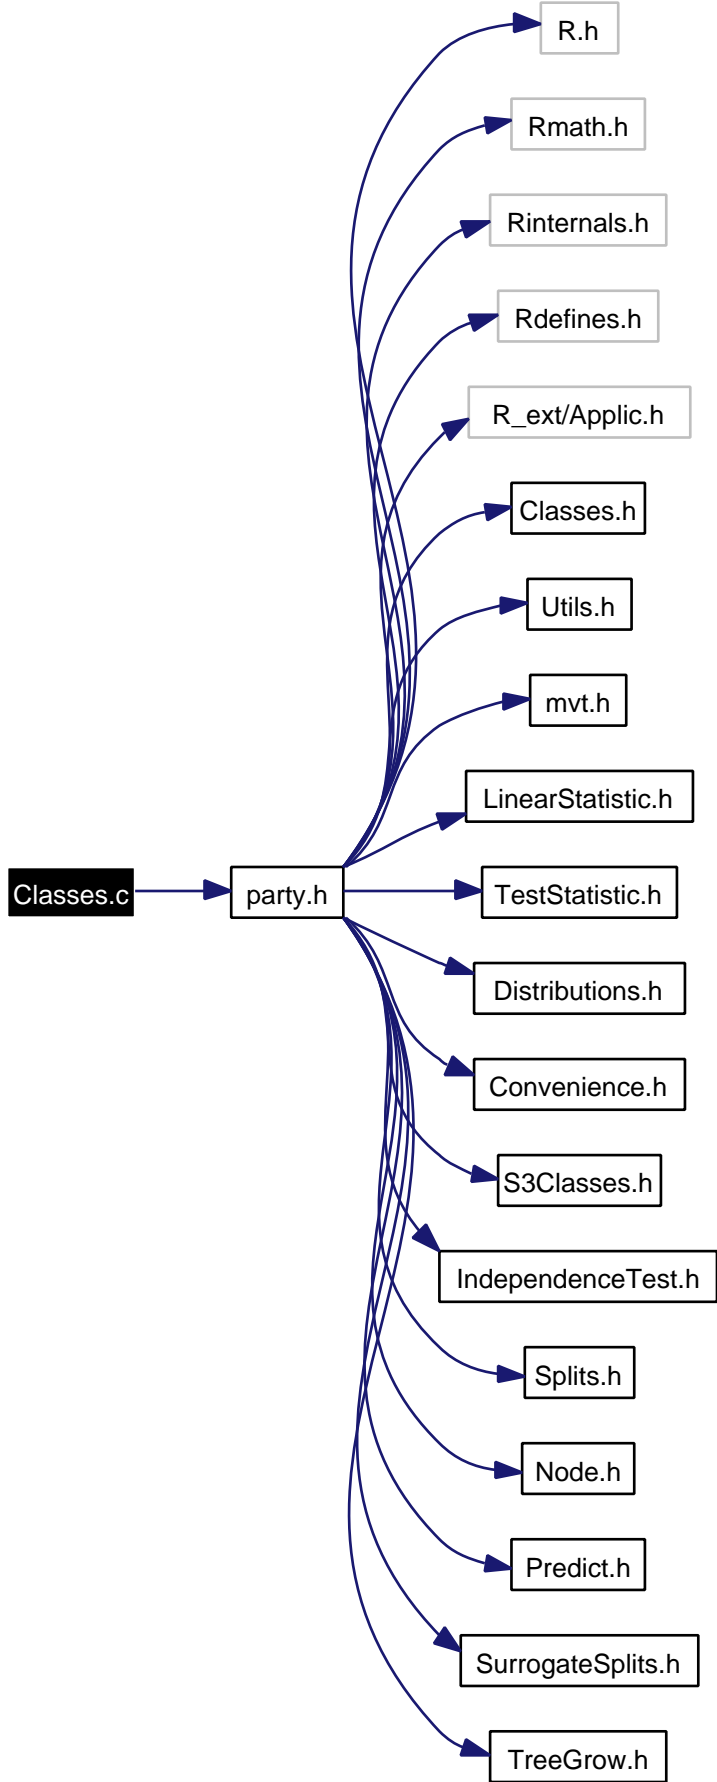 R.h
Rmath.h
Rinternals.h
Rdefines.h
R_ext/Applic.h
Classes.h
Utils.h
mvt.h
LinearStatistic.h
Classes.c
party.h
TestStatistic.h
Distributions.h
Convenience.h
S3Classes.h
IndependenceTest.h
Splits.h
Node.h
Predict.h
SurrogateSplits.h
TreeGrow.h